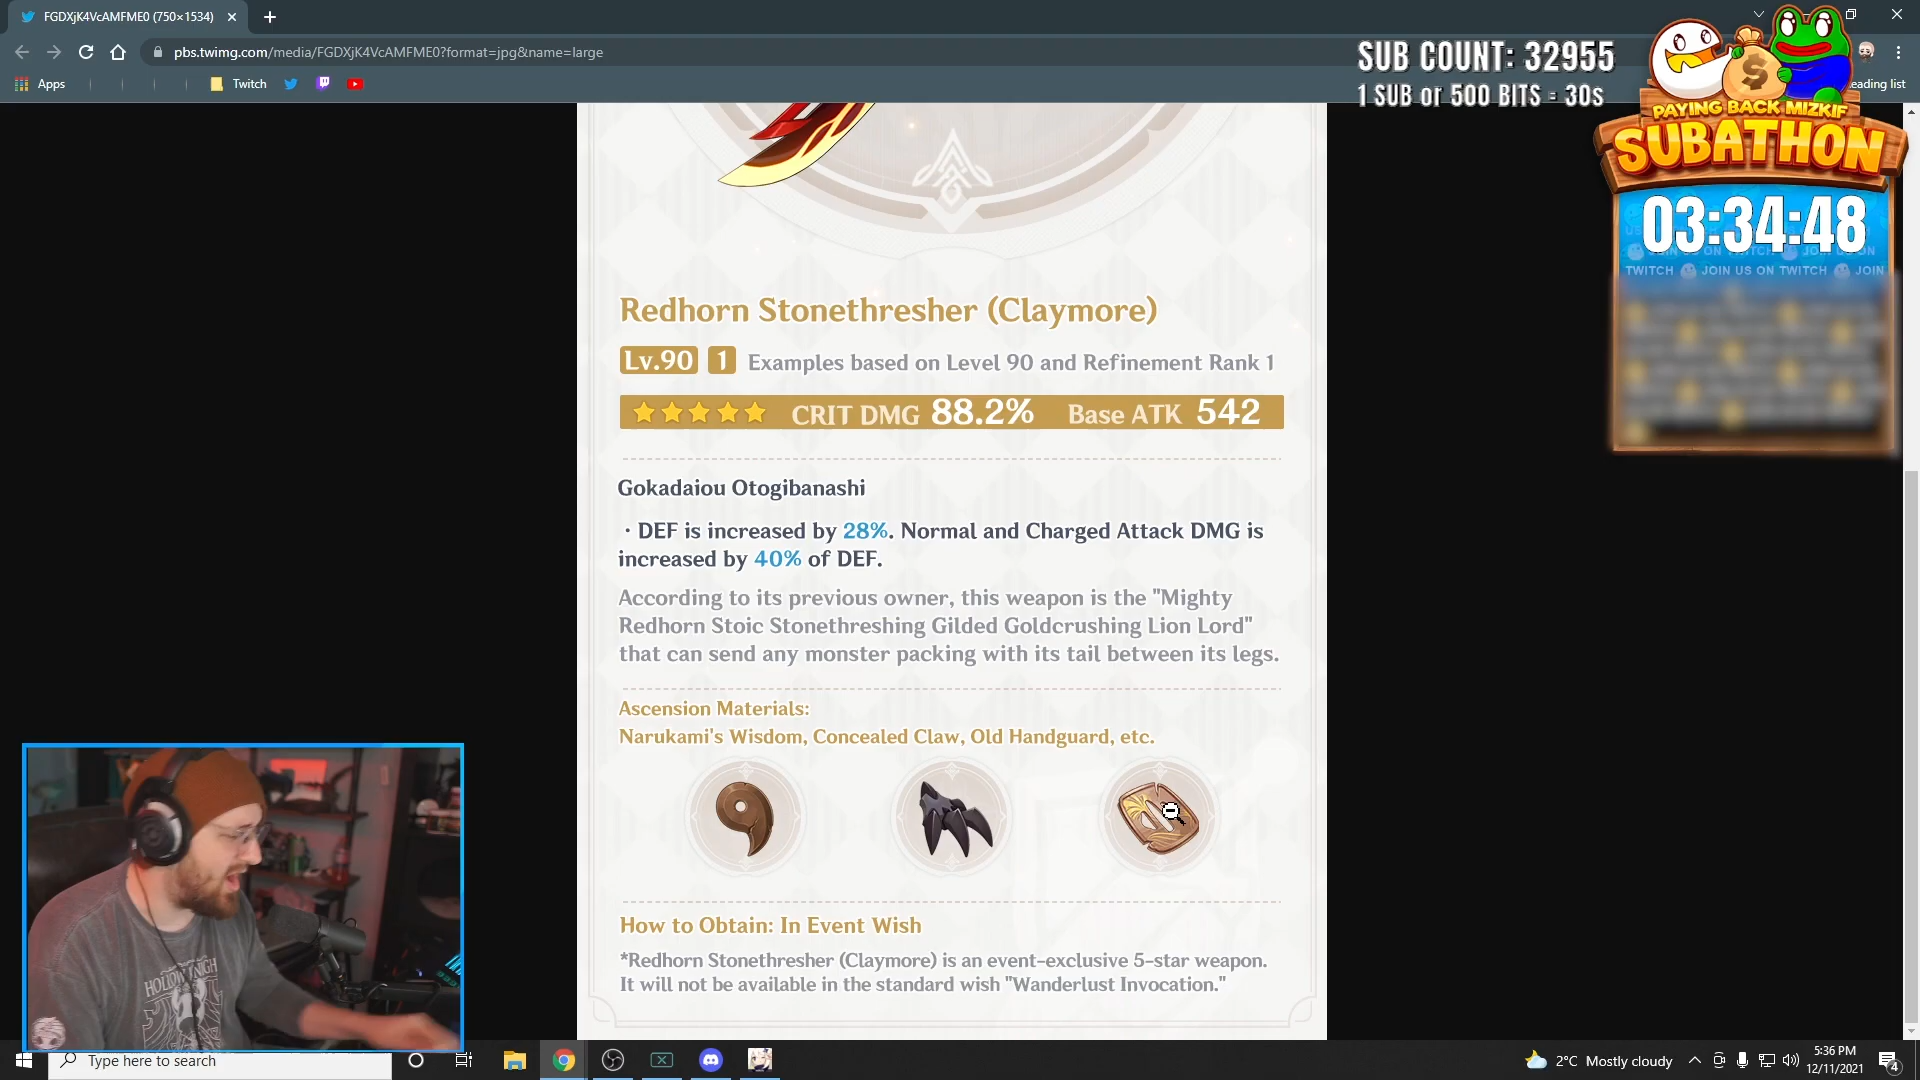 FGDXjK4VcAMFME0 (750×1534)
pbs.twimg.com/media/FGDXjK4VcAMFME0?format=jpg&name=large
Apps
Twitch
eading list
SUB COUNT: 32955
1 SUB or 500 BITS = 30s
PAYING BACK MIZKIF
SUBATHON
03:34:48
JOIN US ON TWITCH JOI
TWITCH JOIN US ON TWITCH JOIN
Redhorn Stonethresher (Claymore)
Lv.90 1 Examples based on Level 90 and Refinement Rank 1
CRIT DMG 88.2% Base ATK 542
Gokadaiou Otogibanashi
· DEF is increased by 28%. Normal and Charged Attack DMG is
increased by 40% of DEF.
According to its previous owner, this weapon is the "Mighty
Redhorn Stoic Stonethreshing Gilded Goldcrushing Lion Lord"
that can send any monster packing with its tail between its legs.
Ascension Materials:
Narukami's Wisdom, Concealed Claw, Old Handguard, etc.
How to Obtain: In Event Wish
*Redhorn Stonethresher (Claymore) is an event-exclusive 5-star weapon.
It will not be available in the standard wish "Wanderlust Invocation."
HOLLOW KNIGHT
Type here to search
2°C Mostly cloudy
5:36 PM
12/11/2021
4